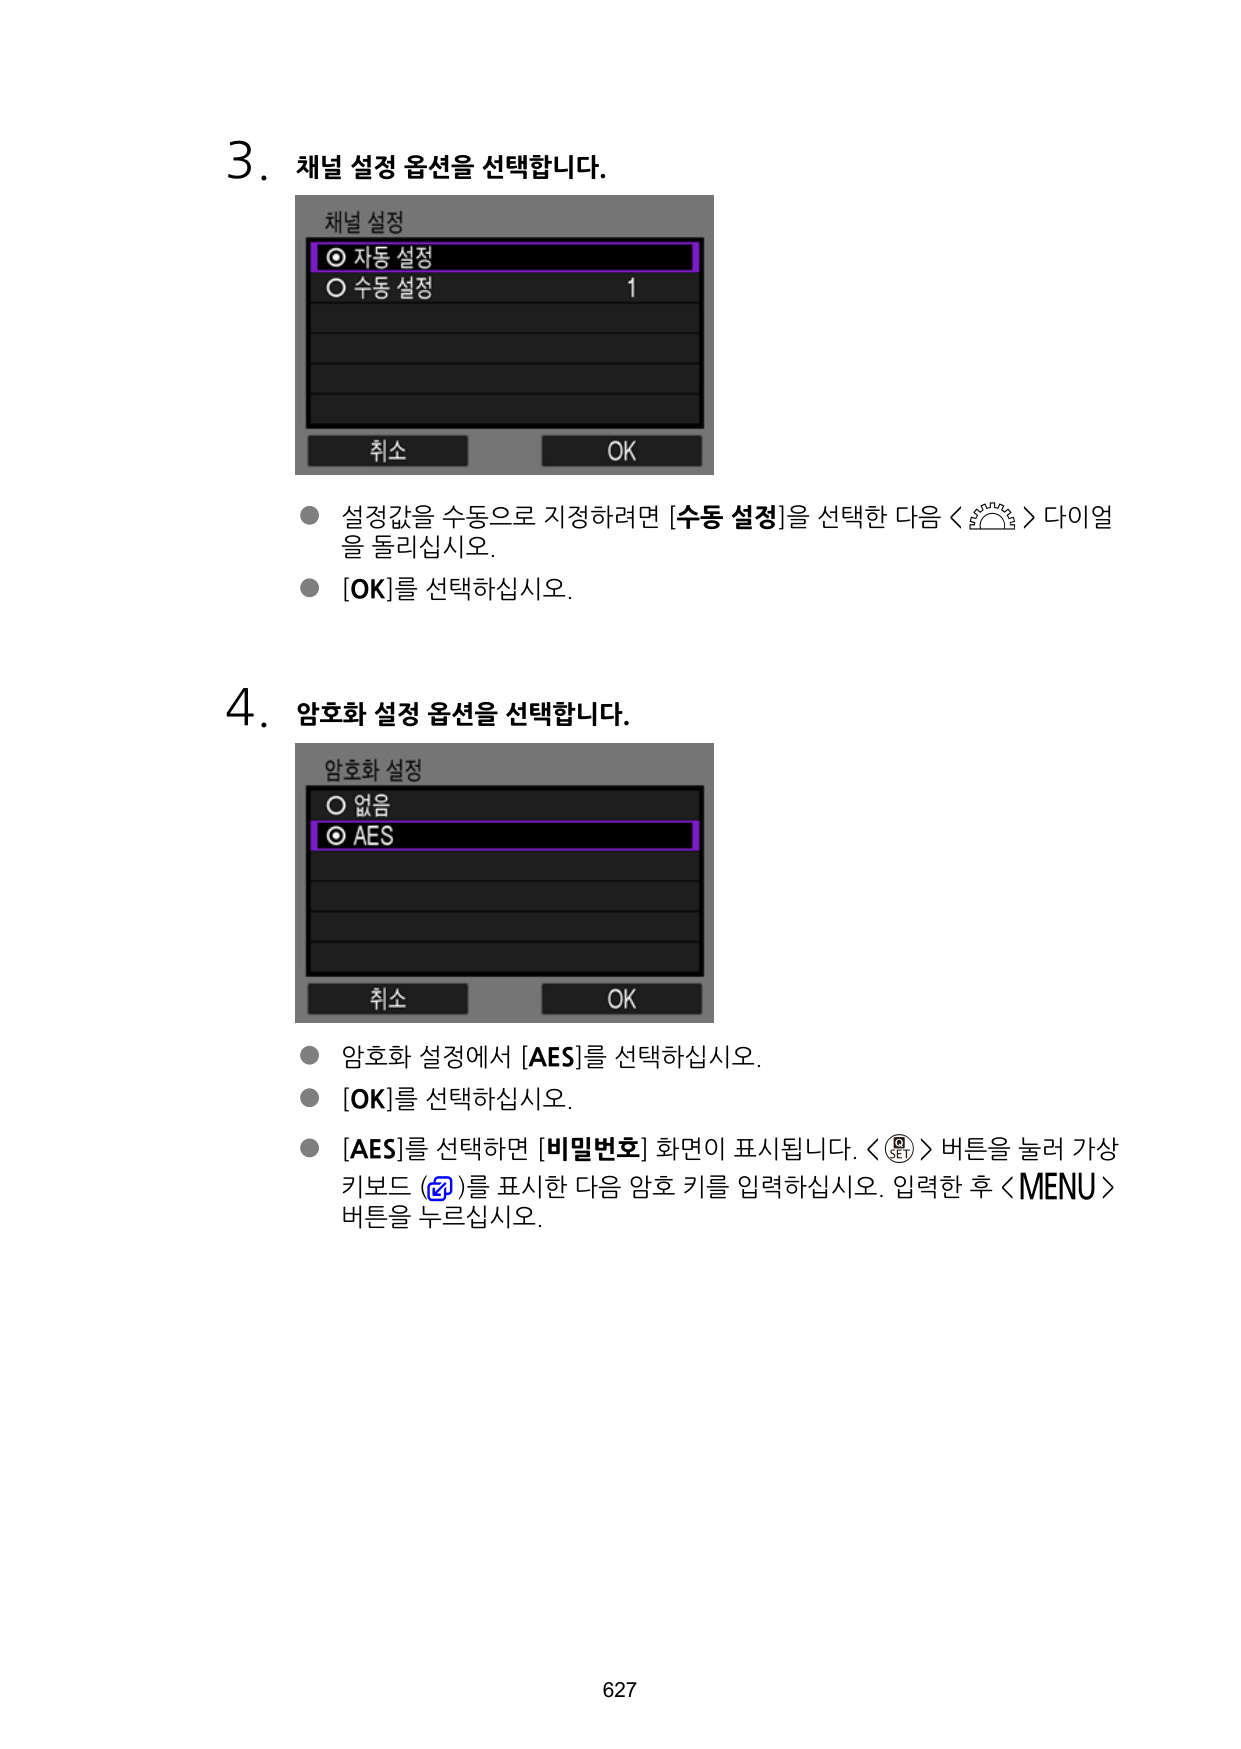 3. 채널 설정 옵션을 선택합니다.
채널 설정
자동 설정
수동 설정 1
취소 OK
● 설정값을 수동으로 지정하려면 [수동 설정]을 선택한 다음 < > 다이얼
을 돌리십시오.
● [OK]를 선택하십시오.
4. 암호화 설정 옵션을 선택합니다.
암호화 설정
없음
AES
취소 OK
● 암호화 설정에서 [AES]를 선택하십시오.
● [OK]를 선택하십시오.
● [AES]를 선택하면 [비밀번호] 화면이 표시됩니다. <Q SET> 버튼을 눌러 가상
키보드 ( )를 표시한 다음 암호 키를 입력하십시오. 입력한 후 <MENU>
버튼을 누르십시오.
627